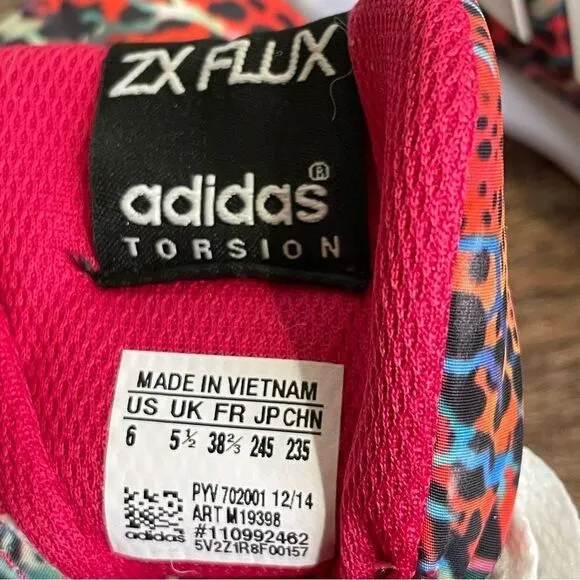 ZX FLUX
adidas®
TORSION
MADE IN VIETNAM
US UK FR JP CHN
6 5½ 38⅔ 245 235
PYV 702001 12/14
ART M19398
#110992462
adidas 5V2Z1R8F00157